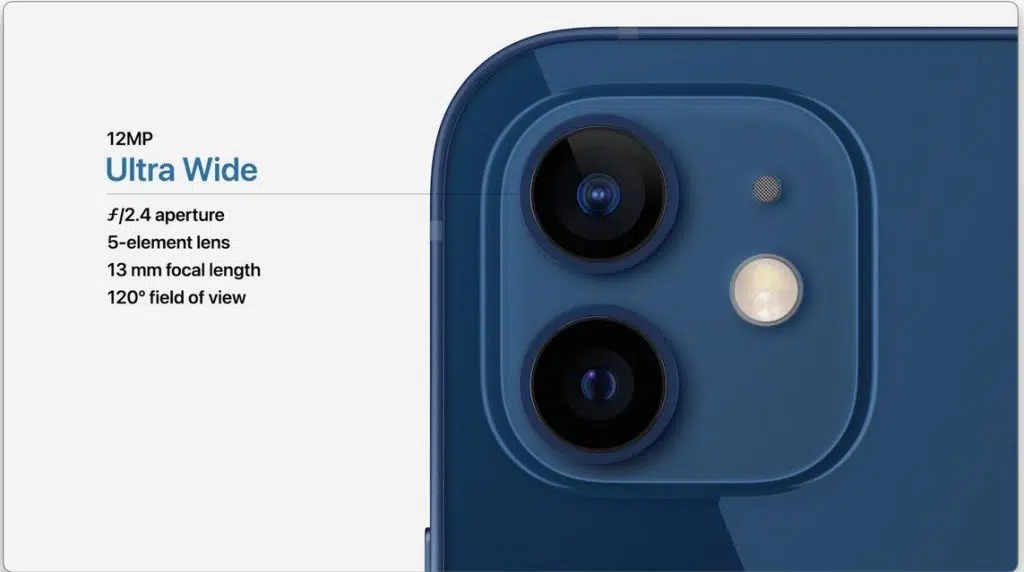 12MP
Ultra Wide
ƒ/2.4 aperture
5-element lens
13 mm focal length
120° field of view